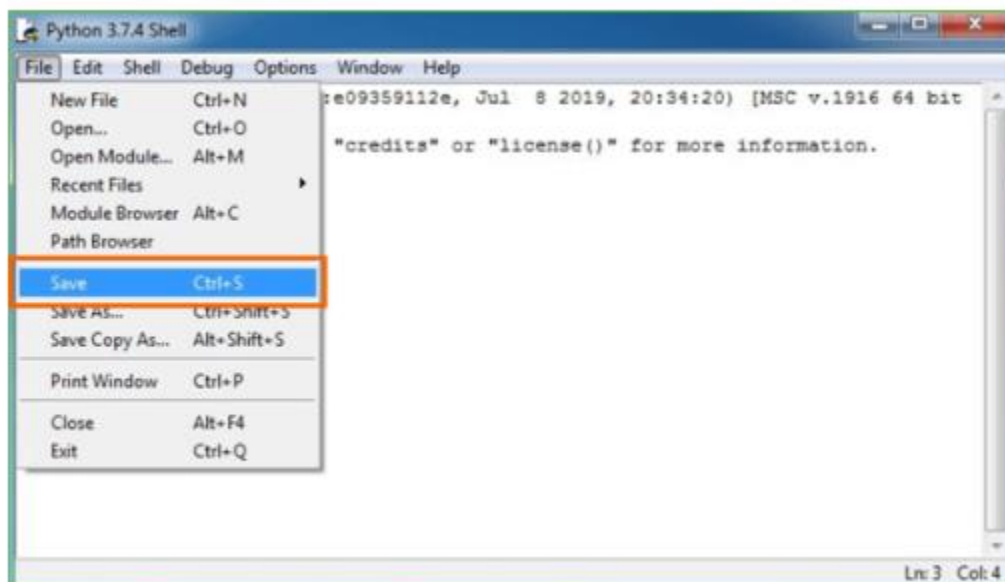 Python 3.7.4 Shell
File Edit Shell Debug Options Window Help
:e09359112e, Jul 8 2019, 20:34:20) [MSC v.1916 64 bit
"credits" or "license()" for more information.
New File Ctrl+N
Open... Ctrl+O
Open Module... Alt+M
Recent Files
Module Browser Alt+C
Path Browser
Save Ctrl+S
Save As... Ctrl+Shift+S
Save Copy As... Alt+Shift+S
Print Window Ctrl+P
Close Alt+F4
Exit Ctrl+Q
Ln: 3 Col: 4